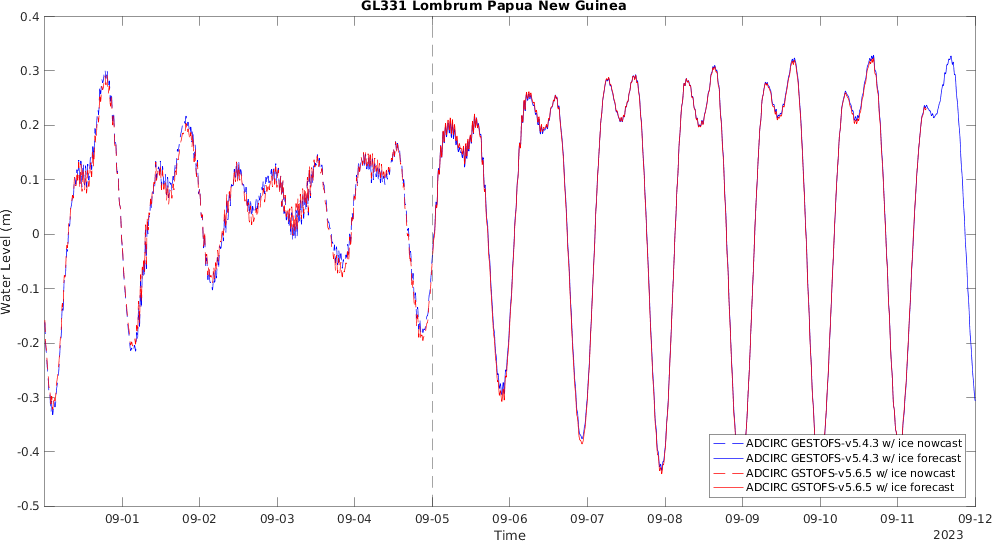 GL331 Lombrum Papua New Guinea
Water Level (m)
0.4
0.3
0.2
0.1
0
-0.1
-0.2
-0.3
-0.4
-0.5
ADCIRC GESTOFS-v5.4.3 w/ ice nowcast
ADCIRC GESTOFS-v5.4.3 w/ ice forecast
ADCIRC GSTOFS-v5.6.5 w/ ice nowcast
ADCIRC GSTOFS-v5.6.5 w/ ice forecast
09-01 09-02 09-03 09-04 09-05 09-06 09-07 09-08 09-09 09-10 09-11 09-12
Time
2023